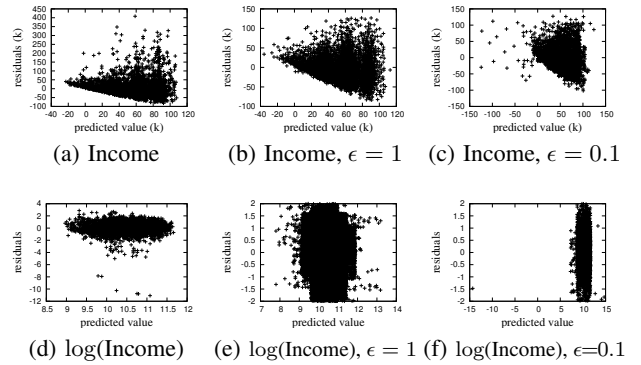 450
400
350
300
250
200
150
100
50
0
-50
-100
residuals (k)
-40 -20 0 20 40 60 80 100 120
predicted value (k)
(a) Income
150
100
50
0
-50
-100
residuals (k)
-40 -20 0 20 40 60 80 100 120
predicted value (k)
(b) Income, ϵ = 1
150
100
50
0
-50
-100
-150
residuals (k)
-100 -50 0 50 100
predicted value (k)
(c) Income, ϵ = 0.1
4
2
0
-2
-4
-6
-8
-10
-12
residuals
8.5 9 9.5 10 10.5 11 11.5 12
predicted value
(d) log(Income)
2
1.5
1
0.5
0.5
-1
-1.5
-2
residuals
7 8 9 10 11 12 13 14
predicted value
(e) log(Income), ϵ = 1
2
1.5
1
0.5
0.5
-1
-1.5
-2
residuals
-15 -10 -5 0 5 10 15
predicted value
(f) log(Income), ϵ=0.1